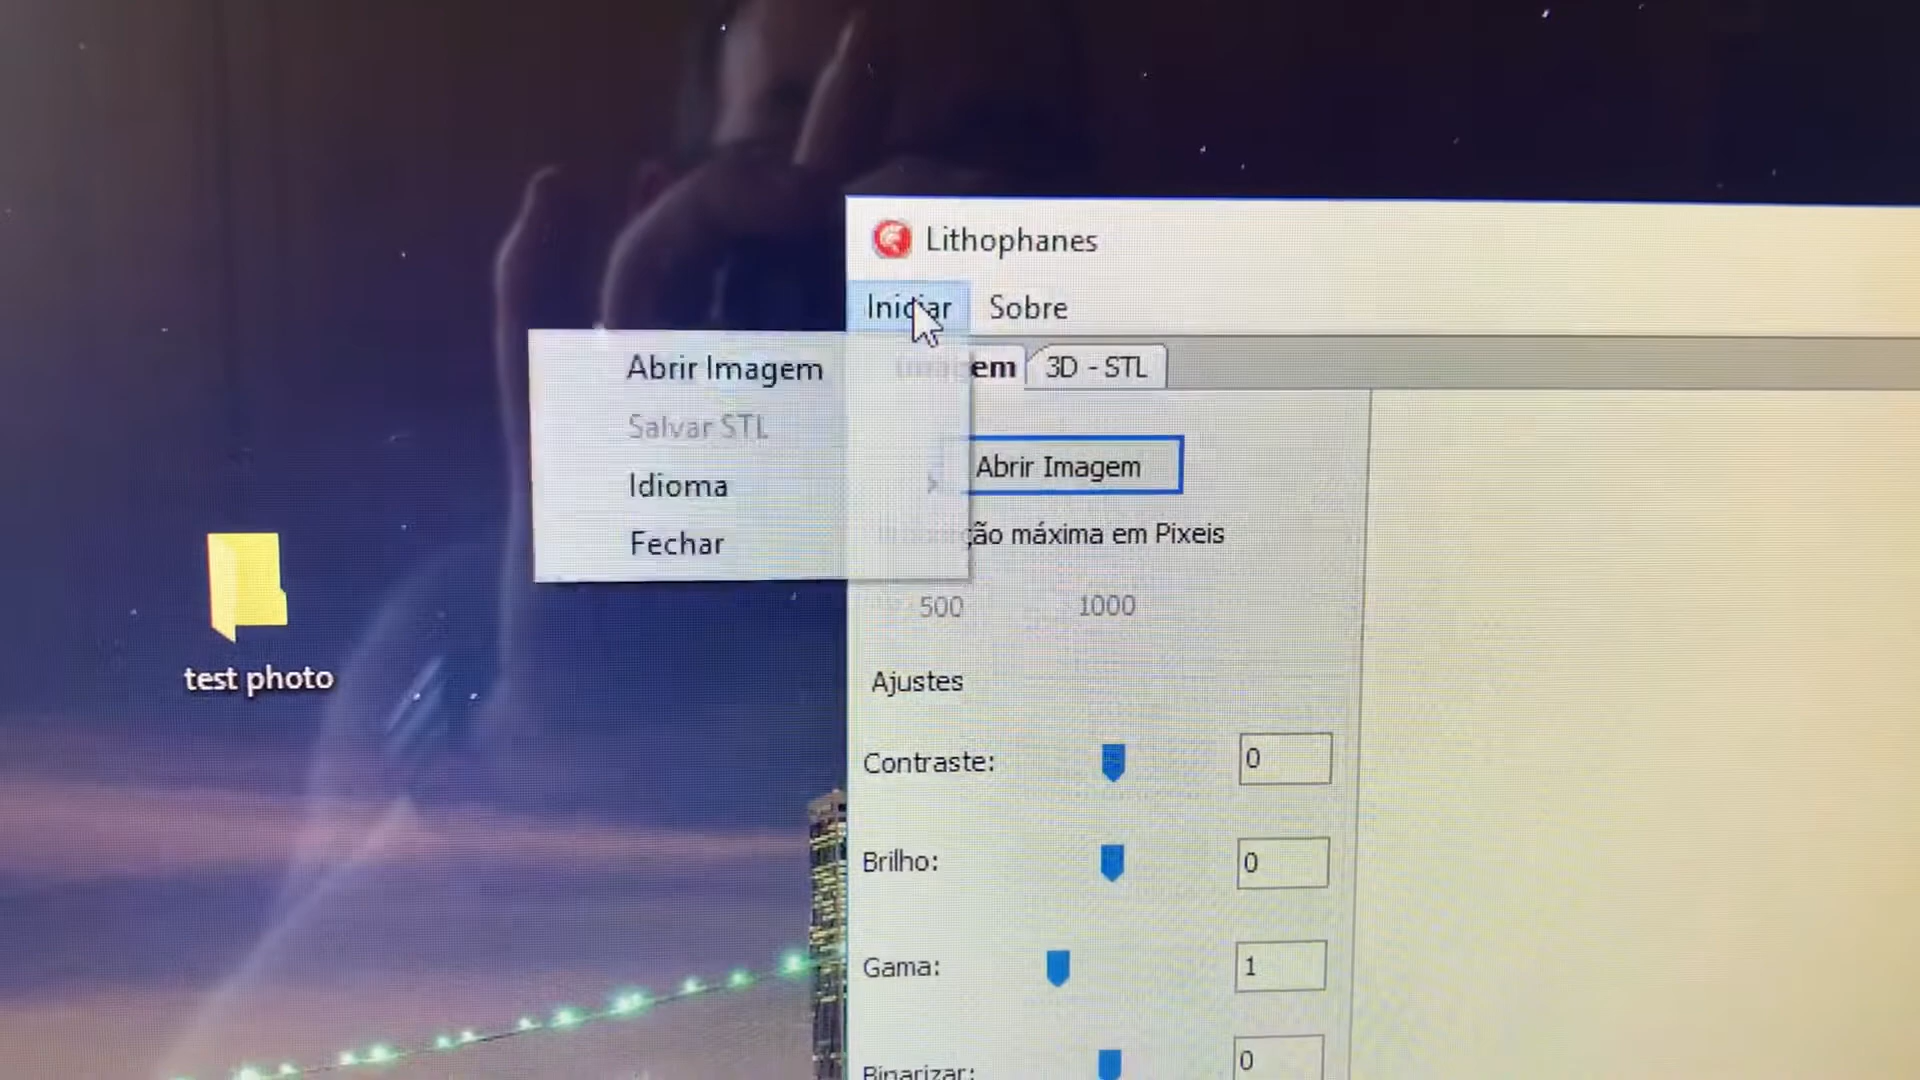 Lithophanes
Iniciar Sobre
Abrir Imagem
Salvar STL
Idioma
Fechar
Imagem 3D - STL
Abrir Imagem
máxima em Pixeis
500 1000
Ajustes
Contraste: 0
Brilho: 0
Gama: 1
Binarizar: 0
test photo